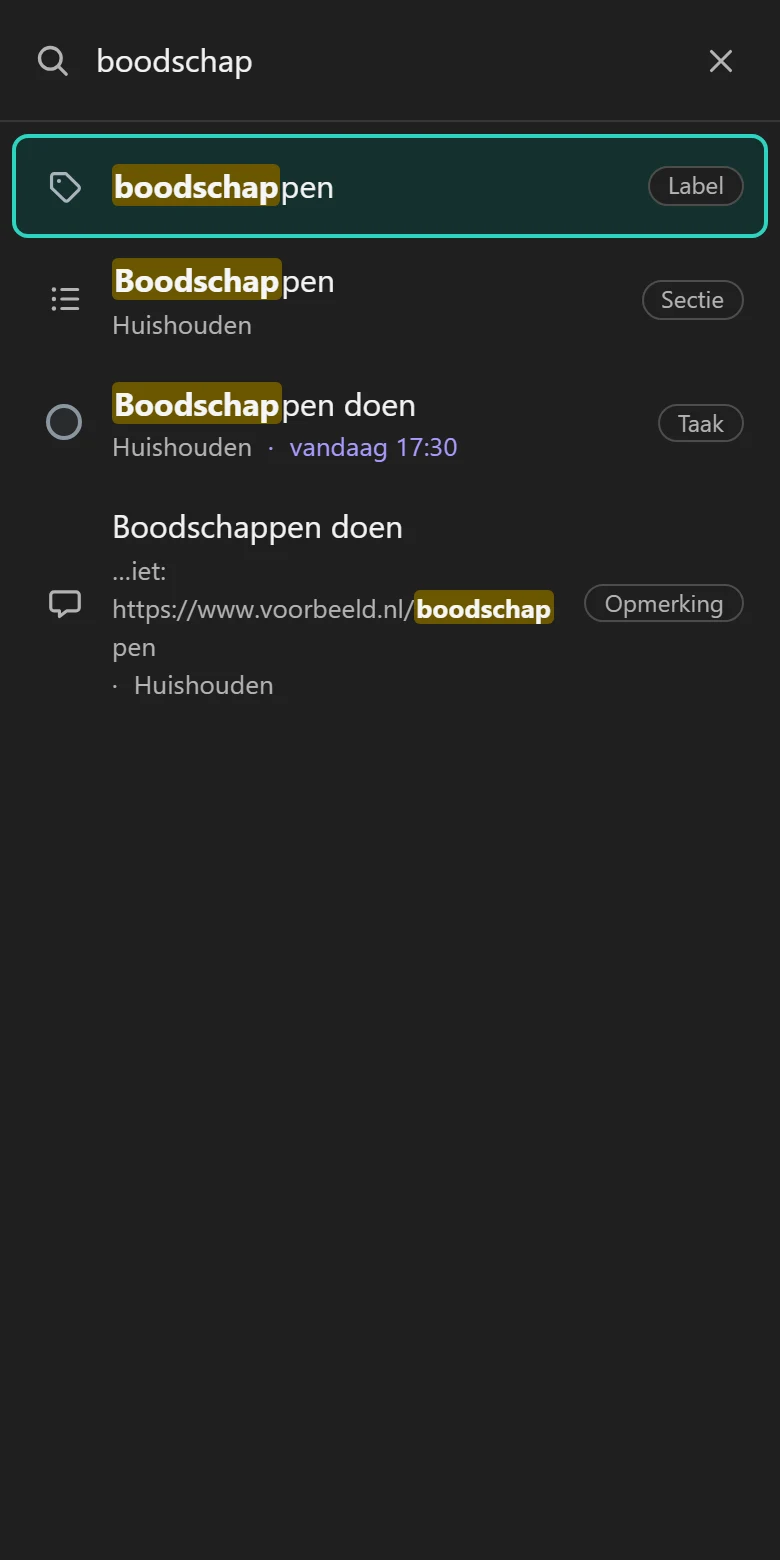 boodschap
boodschappen
Label
Boodschappen
Huishouden
Sectie
Boodschappen doen
Huishouden · vandaag 17:30
Taak
Boodschappen doen
...iet:
https://www.voorbeeld.nl/boodschap
pen
· Huishouden
Opmerking